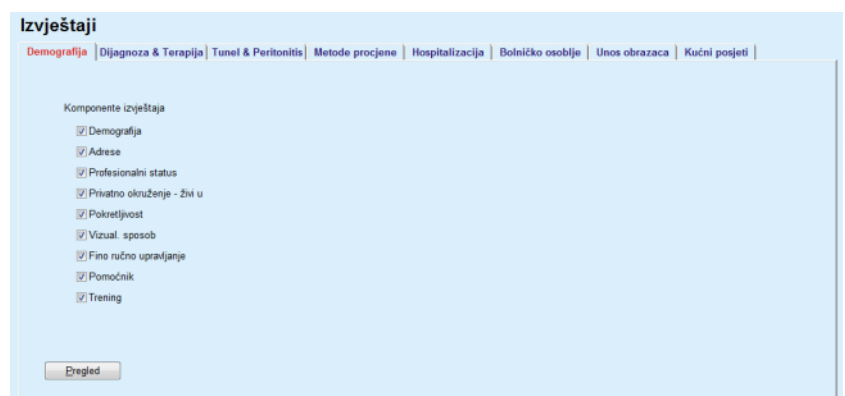 Izvještaji
Demografija Dijagnoza & Terapija Tunel & Peritonitis Metode procjene Hospitalizacija Bolničko osoblje Unos obrazaca Kućni posjeti
Komponente izvještaja
Demografija
Adrese
Profesionalni status
Privatno okruženje - živi u
Pokretljivost
Vizual. sposob
Fino ručno upravljanje
Pomoćnik
Trening
Pregled